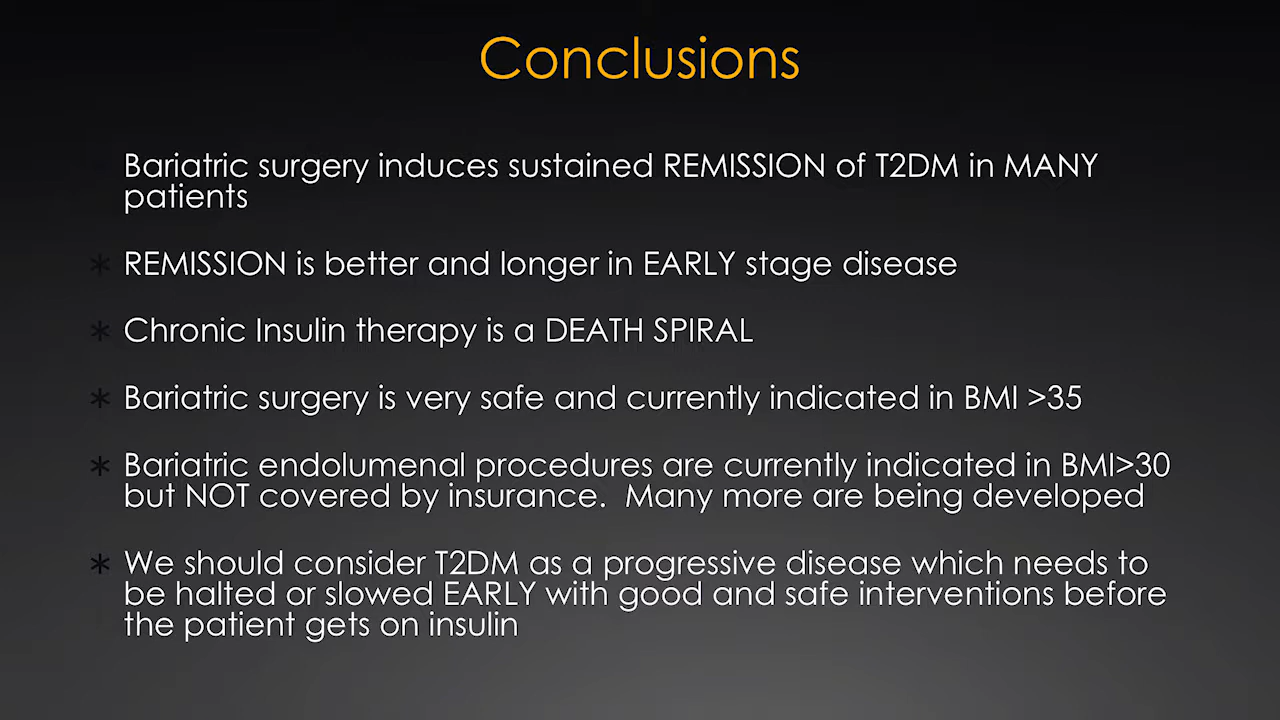 Conclusions
Bariatric surgery induces sustained REMISSION of T2DM in MANY
patients
* REMISSION is better and longer in EARLY stage disease
* Chronic Insulin therapy is a DEATH SPIRAL
* Bariatric surgery is very safe and currently indicated in BMI >35
* Bariatric endolumenal procedures are currently indicated in BMI>30
but NOT covered by insurance.  Many more are being developed
* We should consider T2DM as a progressive disease which needs to
be halted or slowed EARLY with good and safe interventions before
the patient gets on insulin